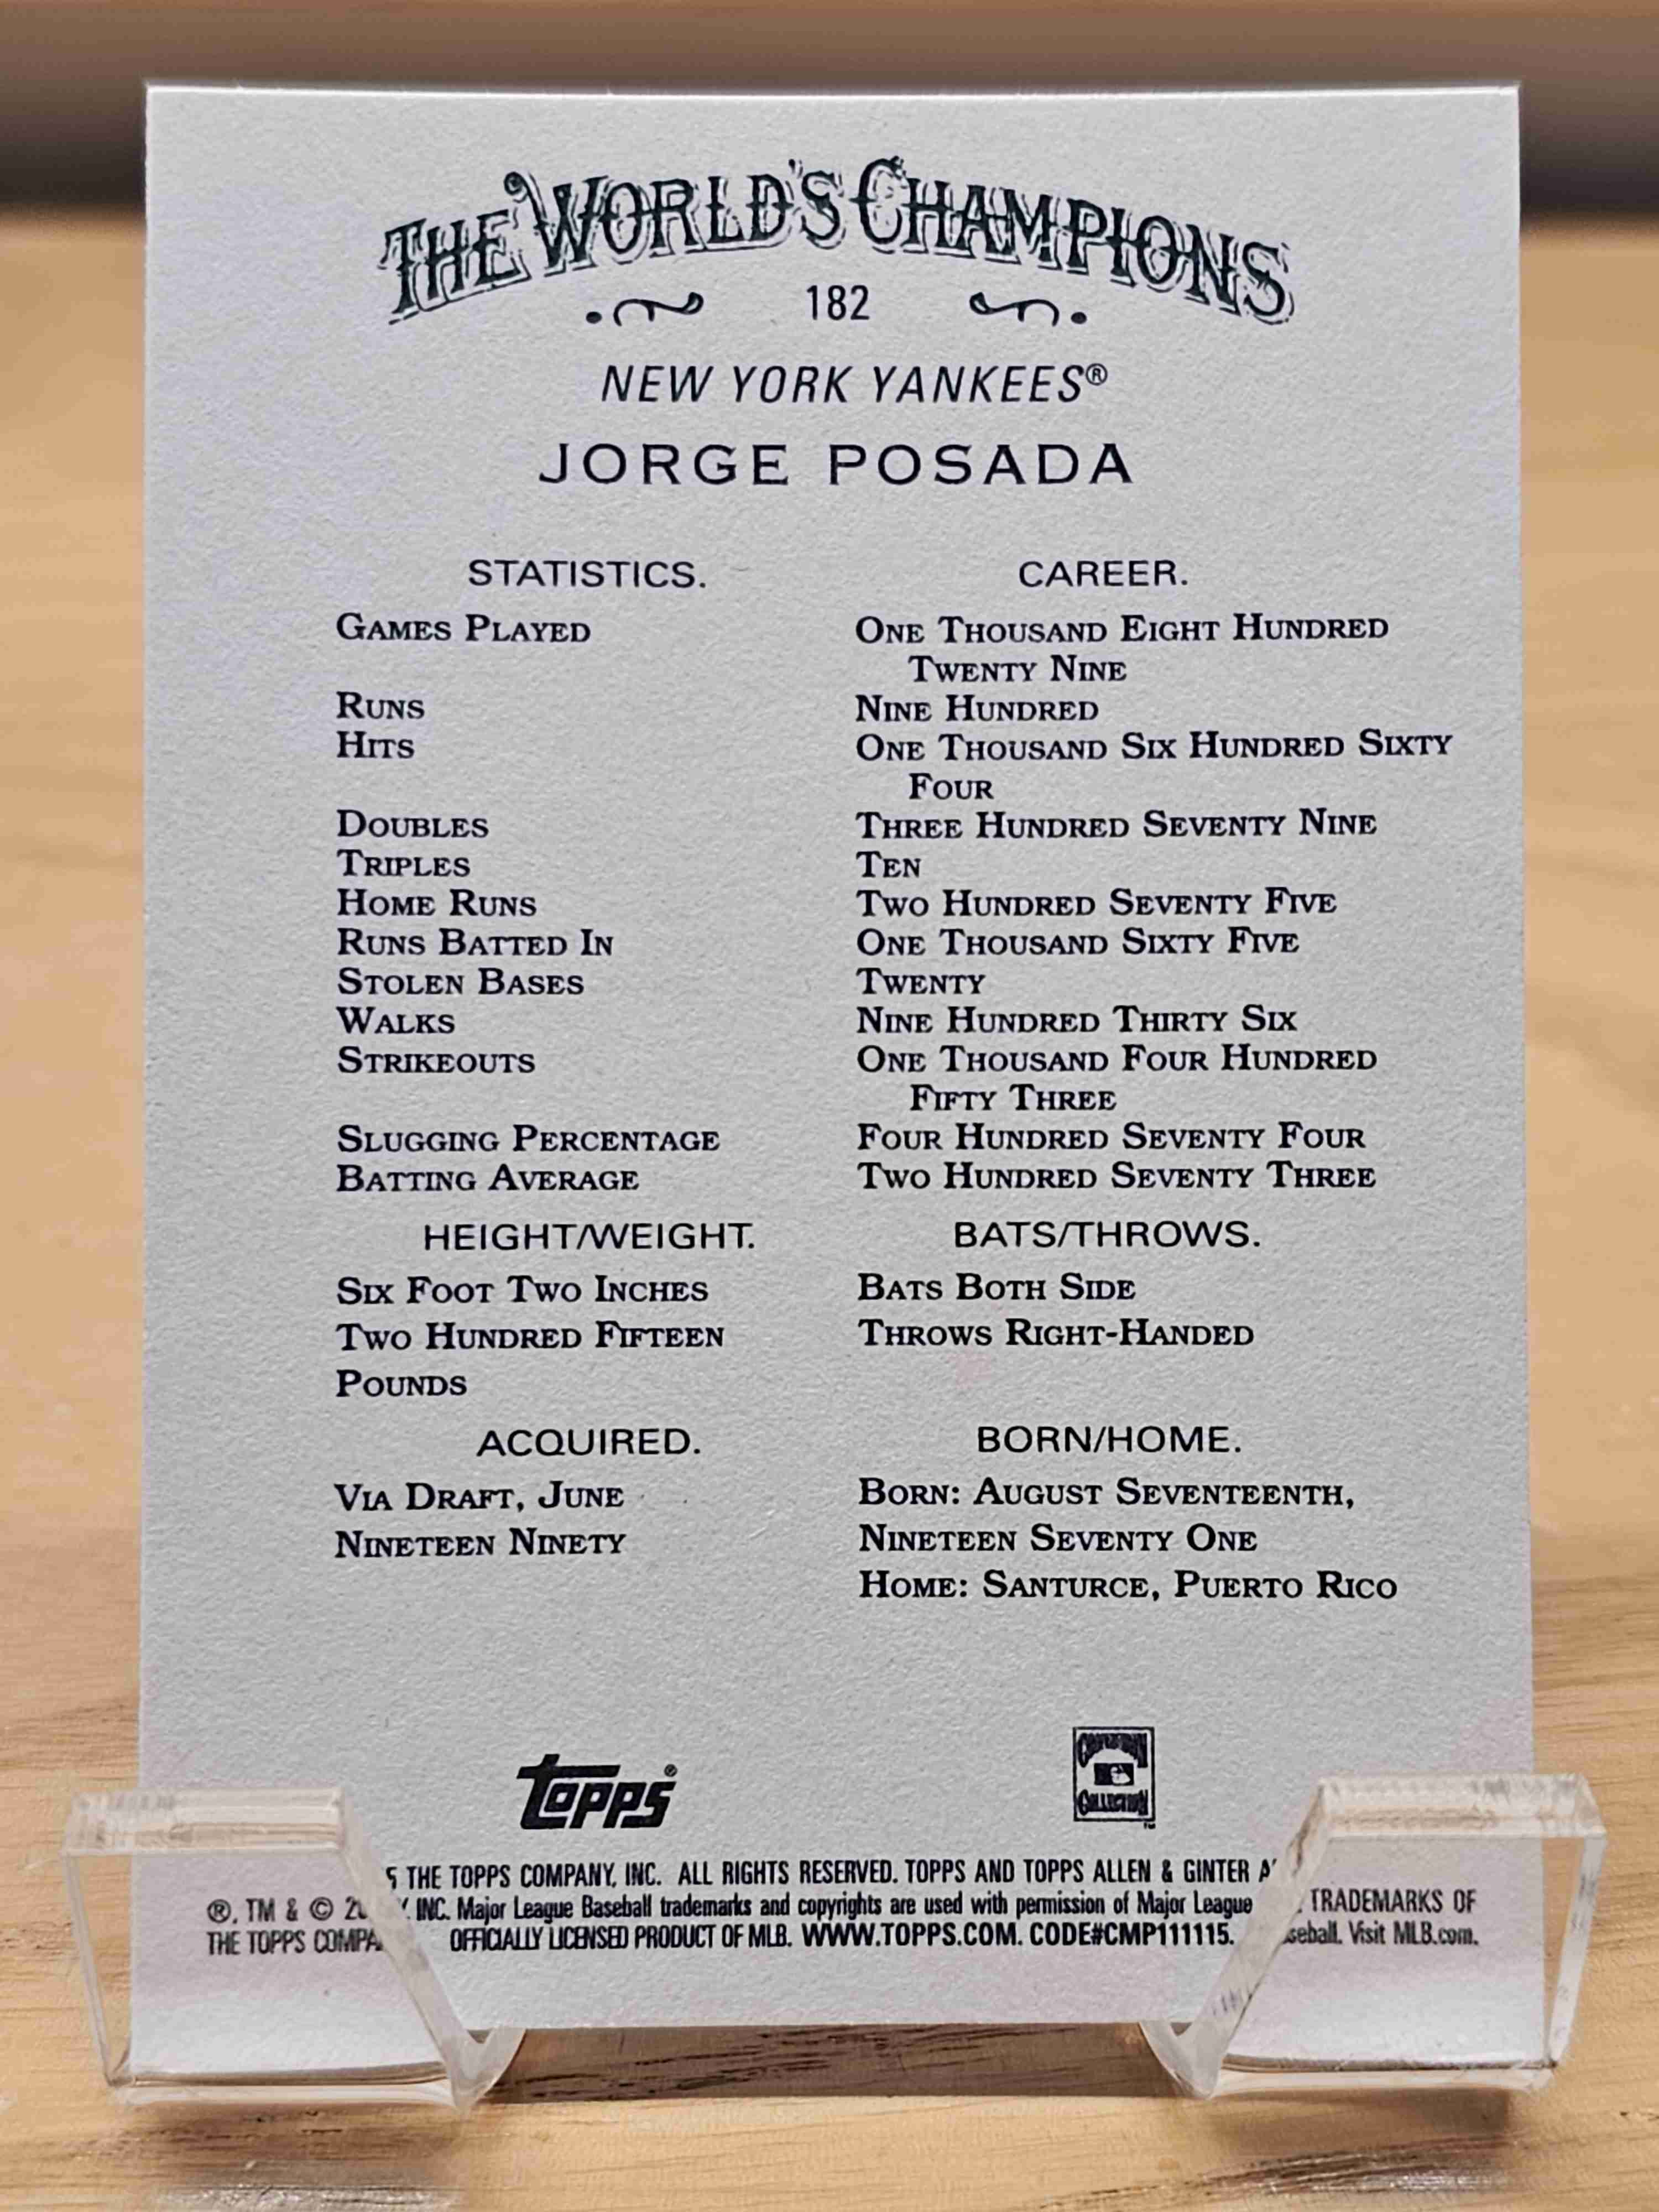 THE WORLD'S CHAMPIONS
182
NEW YORK YANKEES®
JORGE POSADA
STATISTICS. CAREER.
GAMES PLAYED ONE THOUSAND EIGHT HUNDRED
TWENTY NINE
RUNS NINE HUNDRED
HITS ONE THOUSAND SIX HUNDRED SIXTY
FOUR
DOUBLES THREE HUNDRED SEVENTY NINE
TRIPLES TEN
HOME RUNS TWO HUNDRED SEVENTY FIVE
RUNS BATTED IN ONE THOUSAND SIXTY FIVE
STOLEN BASES TWENTY
WALKS NINE HUNDRED THIRTY SIX
STRIKEOUTS ONE THOUSAND FOUR HUNDRED
FIFTY THREE
SLUGGING PERCENTAGE FOUR HUNDRED SEVENTY FOUR
BATTING AVERAGE TWO HUNDRED SEVENTY THREE
HEIGHT/WEIGHT. BATS/THROWS.
SIX FOOT TWO INCHES BATS BOTH SIDE
TWO HUNDRED FIFTEEN THROWS RIGHT-HANDED
POUNDS
ACQUIRED. BORN/HOME.
VIA DRAFT, JUNE BORN: AUGUST SEVENTEENTH,
NINETEEN NINETY NINETEEN SEVENTY ONE
HOME: SANTURCE, PUERTO RICO
TOPPS® COOPERSTOWN COLLECTION™
®, TM & © THE TOPPS COMPANY, INC. ALL RIGHTS RESERVED. TOPPS AND TOPPS ALLEN & GINTER TRADEMARKS OF
THE TOPPS INC. Major League Baseball trademarks and copyrights are used with permission of Major League Visit MLB.com.
OFFICIALLY LICENSED PRODUCT OF MLB. WWW.TOPPS.COM. CODE#CMP111115.